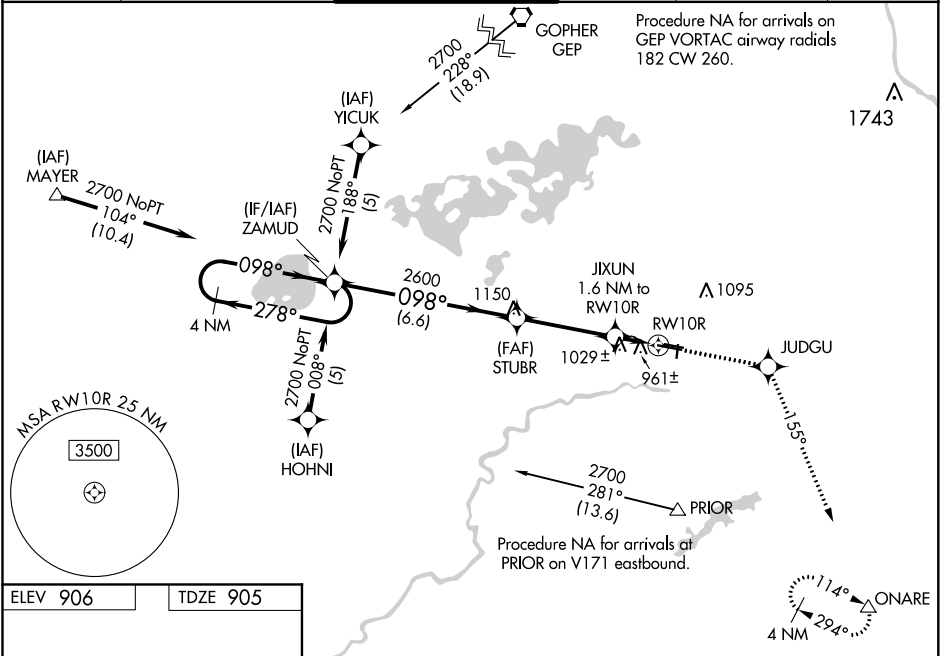 GOPHER
GEP
Procedure NA for arrivals on
GEP VORTAC airway radials
182 CW 260.
2700
228°
(18.9)
1743
(IAF)
YICUK
(IAF)
MAYER
2700 NoPT
104°
(10.4)
2700 NoPT
188°
(5)
(IF/IAF)
ZAMUD
098°
278°
4 NM
2600
098°
(6.6)
1150
JIXUN
1.6 NM to
RW10R
1095
RW10R
(FAF)
STUBR
1029±
961±
JUDGU
2700 NoPT
008°
(5)
(IAF)
HOHNI
155°
MSA RW10R 25 NM
3500
2700
281°
(13.6)
PRIOR
Procedure NA for arrivals at
PRIOR on V171 eastbound.
ELEV 906
TDZE 905
114°
294°
4 NM
ONARE